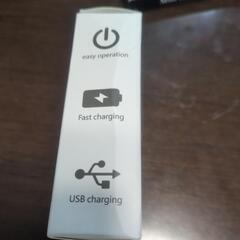 easy operation
Fast charging
USB charging